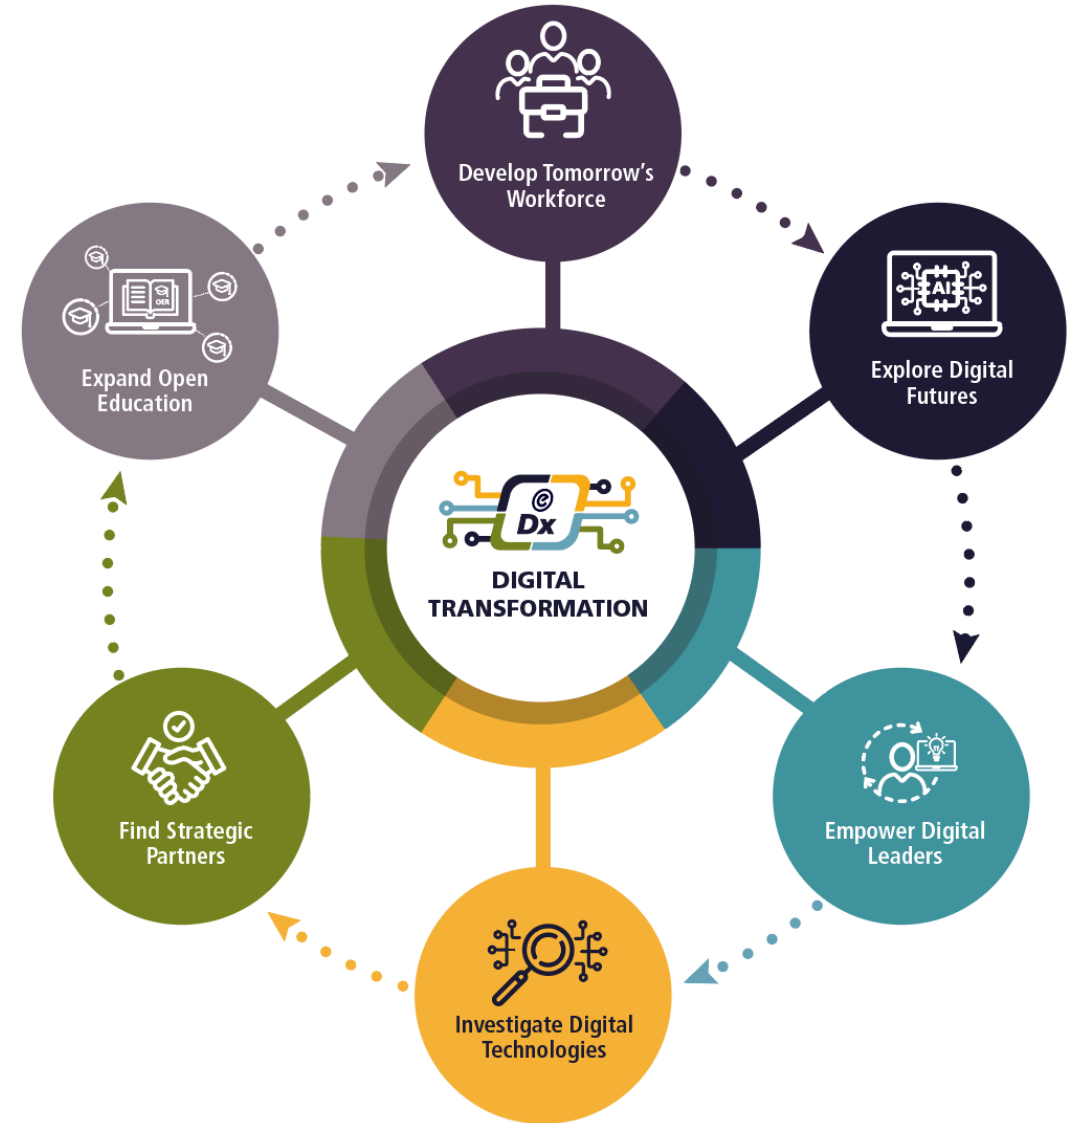 Develop Tomorrow's
Workforce
AI
Explore Digital
Futures
Empower Digital
Leaders
Investigate Digital
Technologies
Find Strategic
Partners
OER
Expand Open
Education
e
Dx
DIGITAL
TRANSFORMATION